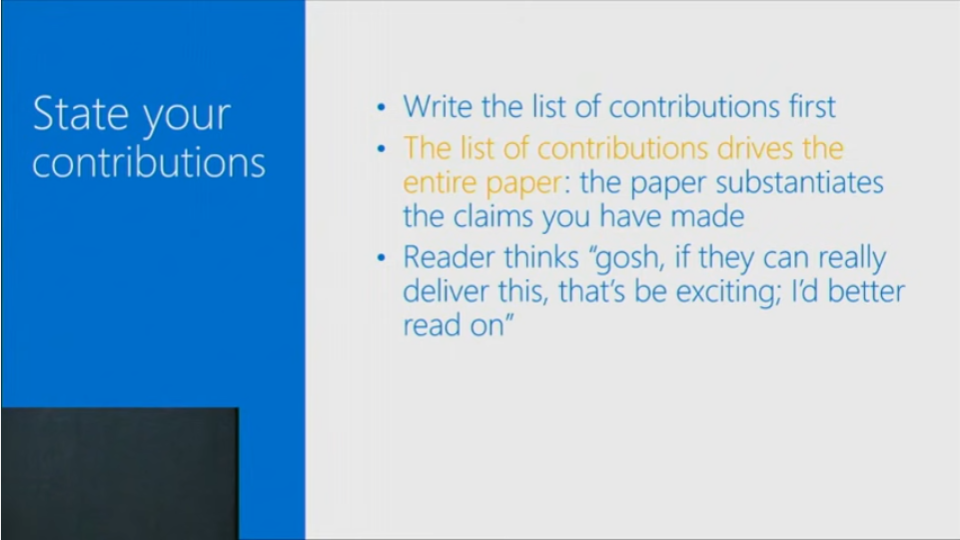 State your
contributions
• Write the list of contributions first
• The list of contributions drives the
entire paper: the paper substantiates
the claims you have made
• Reader thinks “gosh, if they can really
deliver this, that’s be exciting; I’d better
read on”